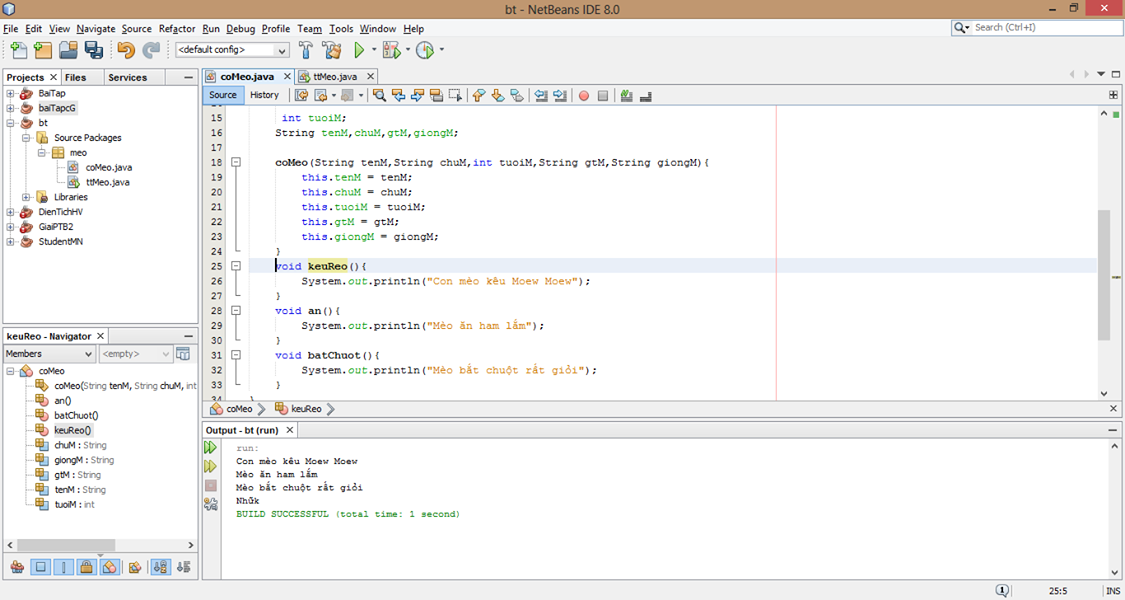 bt - NetBeans IDE 8.0
File Edit View Navigate Source Refactor Run Debug Profile Team Tools Window Help
Search (Ctrl+I)
<default config>
Projects Files Services
BaiTap
baiTapcG
bt
Source Packages
meo
coMeo.java
ttMeo.java
Libraries
DienTichHV
GiaiPTB2
StudentMN
keuReo - Navigator
Members <empty>
coMeo
coMeo(String tenM, String chuM, int
an()
batChuot()
keuReo()
chuM : String
giongM : String
gtM : String
tenM : String
tuoiM : int
coMeo.java ttMeo.java
Source History
15 int tuoiM;
16 String tenM,chuM,gtM,giongM;
17
18 coMeo(String tenM,String chuM,int tuoiM,String gtM,String giongM){
19 this.tenM = tenM;
20 this.chuM = chuM;
21 this.tuoiM = tuoiM;
22 this.gtM = gtM;
23 this.giongM = giongM;
24 }
25 void keuReo(){
26 System.out.println("Con mèo kêu Moew Moew");
27 }
28 void an(){
29 System.out.println("Mèo ăn ham lắm");
30 }
31 void batChuot(){
32 System.out.println("Mèo bắt chuột rất giỏi");
33 }
34 }
coMeo keuReo
Output - bt (run)
run:
Con mèo kêu Moew Moew
Mèo ăn ham lắm
Mèo bắt chuột rất giỏi
Nhữk
BUILD SUCCESSFUL (total time: 1 second)
1 25:5 INS